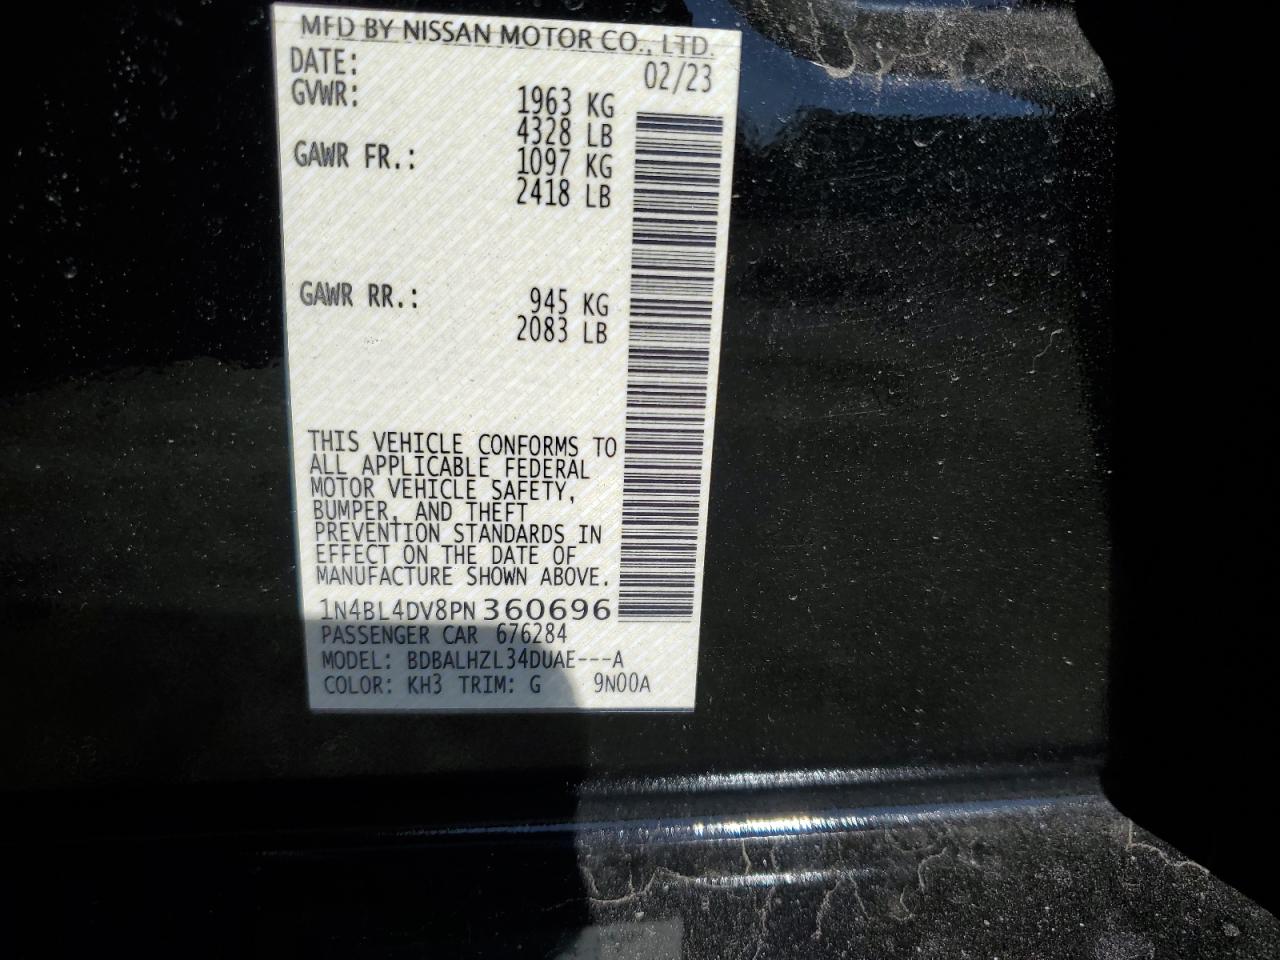 MFD BY NISSAN MOTOR CO., LTD.
DATE: 02/23
GVWR: 1963 KG
4328 LB
GAWR FR.: 1097 KG
2418 LB
GAWR RR.: 945 KG
2083 LB
THIS VEHICLE CONFORMS TO
ALL APPLICABLE FEDERAL
MOTOR VEHICLE SAFETY,
BUMPER, AND THEFT
PREVENTION STANDARDS IN
EFFECT ON THE DATE OF
MANUFACTURE SHOWN ABOVE.
1N4BL4DV8PN360696
PASSENGER CAR 676284
MODEL: BDBALHZL34DUAE---A
COLOR: KH3 TRIM: G 9N00A